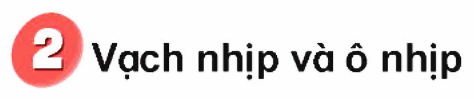 2 Vạch nhịp và ô nhịp